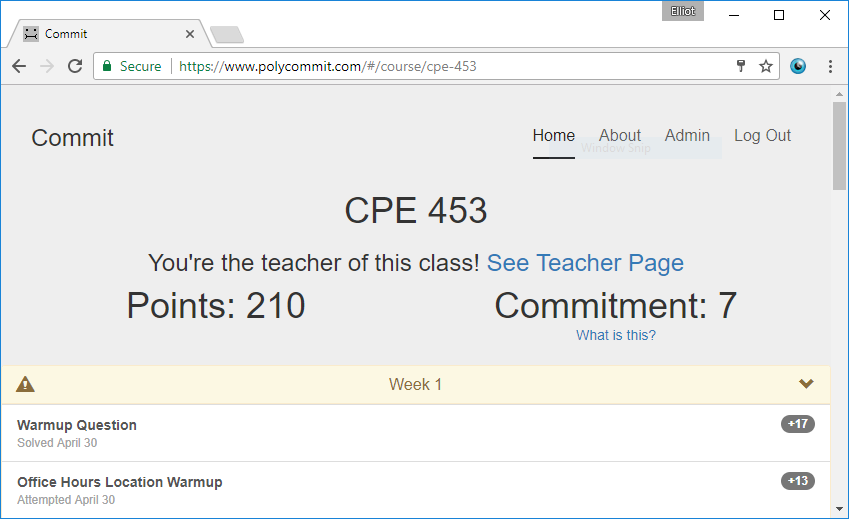 Elliot
Commit
Secure https://www.polycommit.com/#/course/cpe-453
Commit Home About Admin Log Out
Window Snip
CPE 453
You're the teacher of this class! See Teacher Page
Points: 210 Commitment: 7
What is this?
Week 1
Warmup Question +17
Solved April 30
Office Hours Location Warmup +13
Attempted April 30